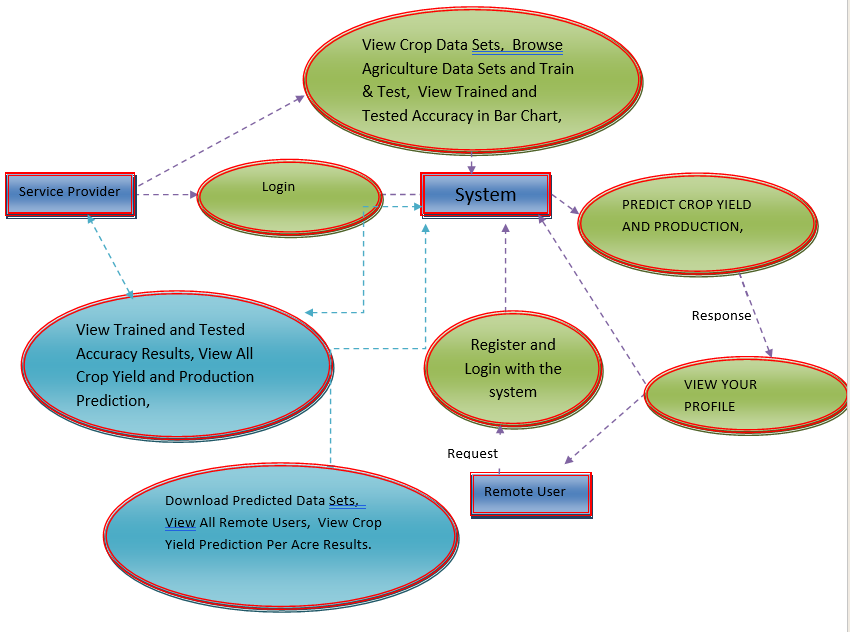 View Crop Data Sets,  Browse
Agriculture Data Sets and Train
& Test,  View Trained and
Tested Accuracy in Bar Chart,
Service Provider
Login
System
PREDICT CROP YIELD
AND PRODUCTION,
Response
View Trained and Tested
Accuracy Results, View All
Crop Yield and Production
Prediction,
Register and
Login with the
system
VIEW YOUR
PROFILE
Request
Remote User
Download Predicted Data Sets,
View All Remote Users,  View Crop
Yield Prediction Per Acre Results.